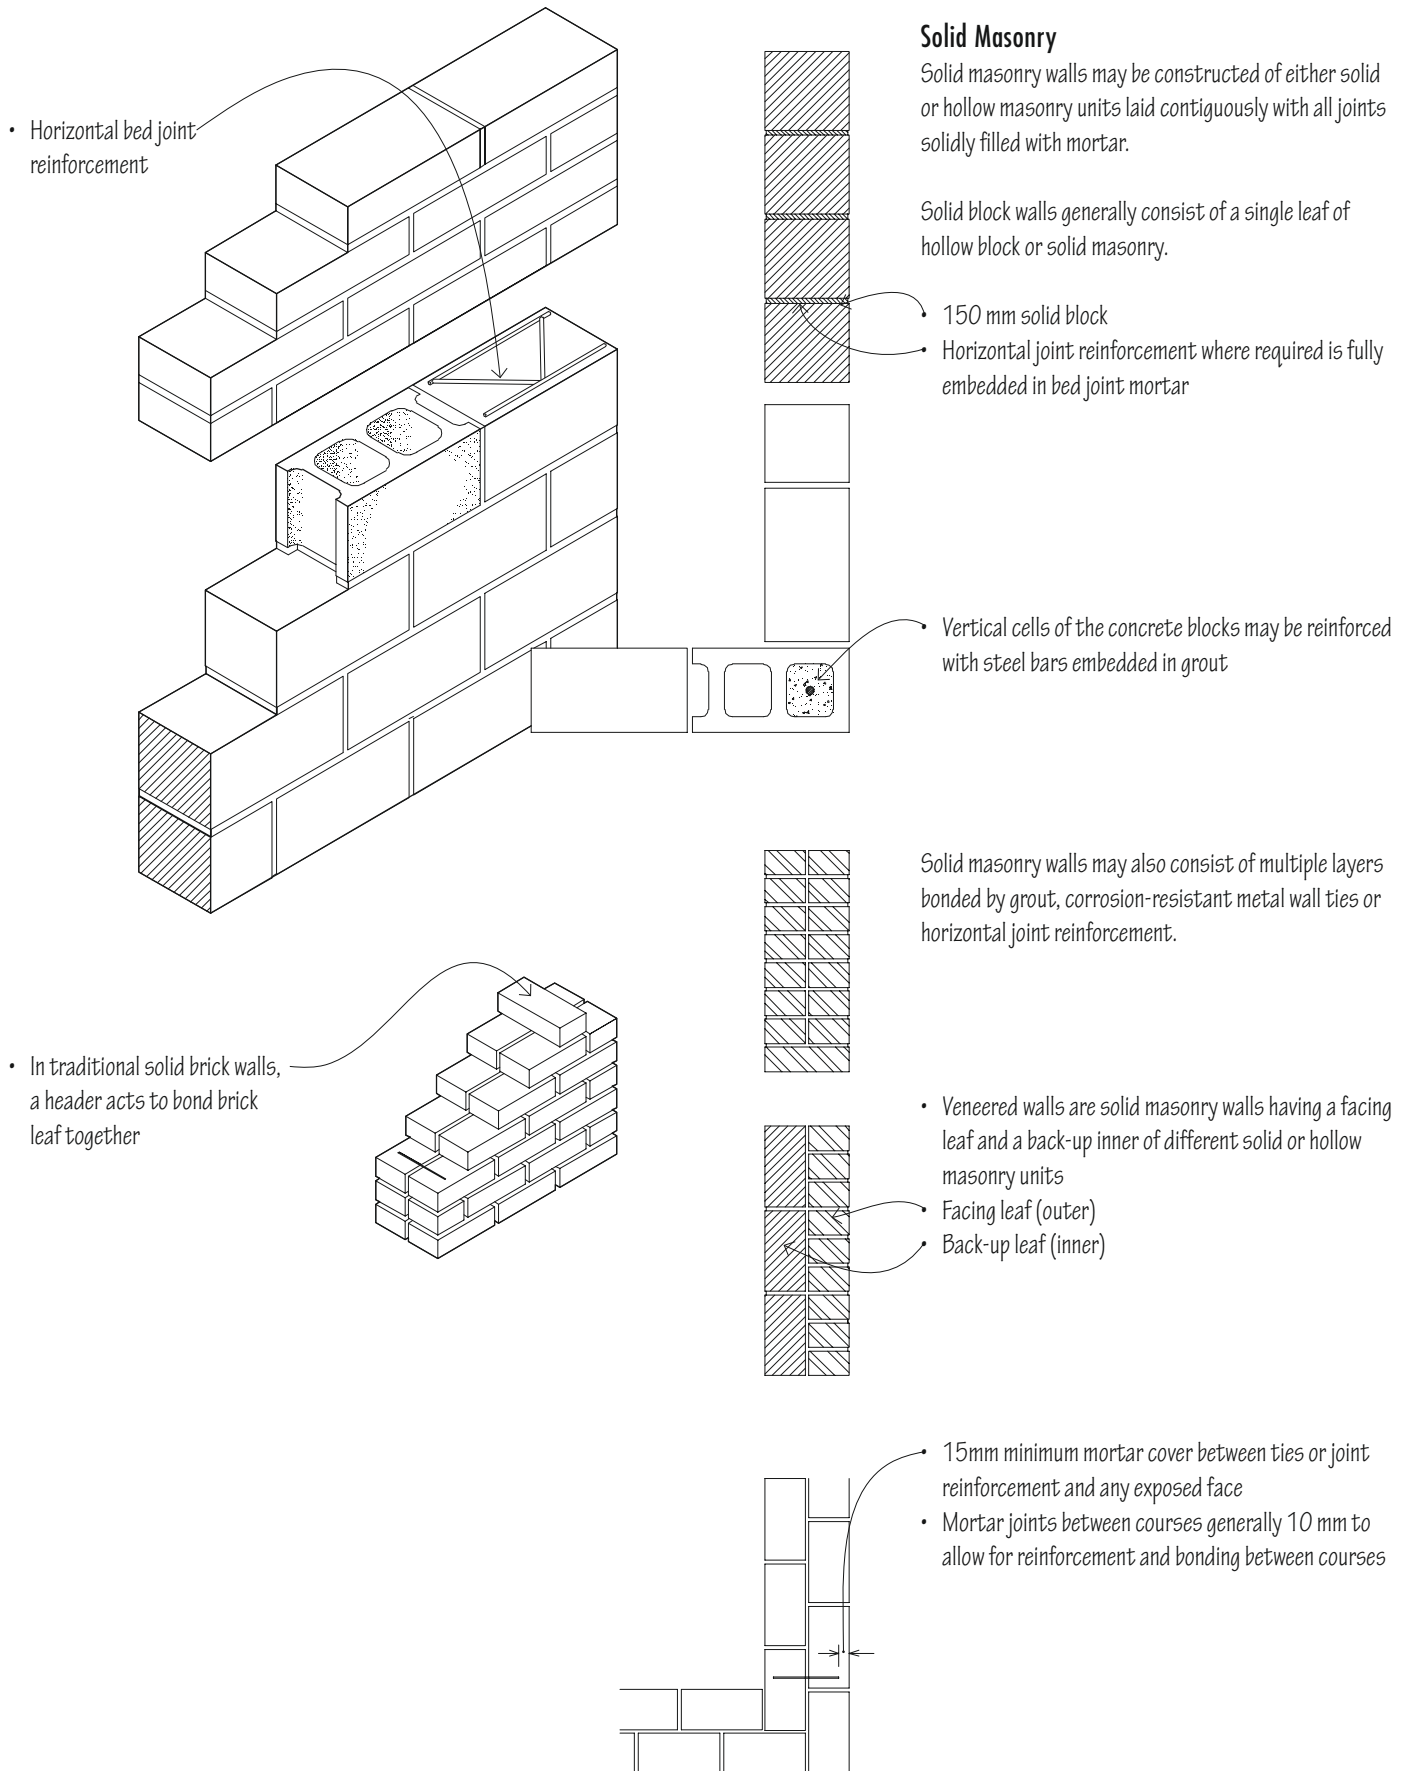 Solid Masonry
Solid masonry walls may be constructed of either solid
or hollow masonry units laid contiguously with all joints
solidly filled with mortar.
Solid block walls generally consist of a single leaf of
hollow block or solid masonry.
• Horizontal bed joint
reinforcement
• 150 mm solid block
• Horizontal joint reinforcement where required is fully
embedded in bed joint mortar
• Vertical cells of the concrete blocks may be reinforced
with steel bars embedded in grout
Solid masonry walls may also consist of multiple layers
bonded by grout, corrosion-resistant metal wall ties or
horizontal joint reinforcement.
• In traditional solid brick walls,
a header acts to bond brick
leaf together
• Veneered walls are solid masonry walls having a facing
leaf and a back-up inner of different solid or hollow
masonry units
• Facing leaf (outer)
• Back-up leaf (inner)
• 15mm minimum mortar cover between ties or joint
reinforcement and any exposed face
• Mortar joints between courses generally 10 mm to
allow for reinforcement and bonding between courses